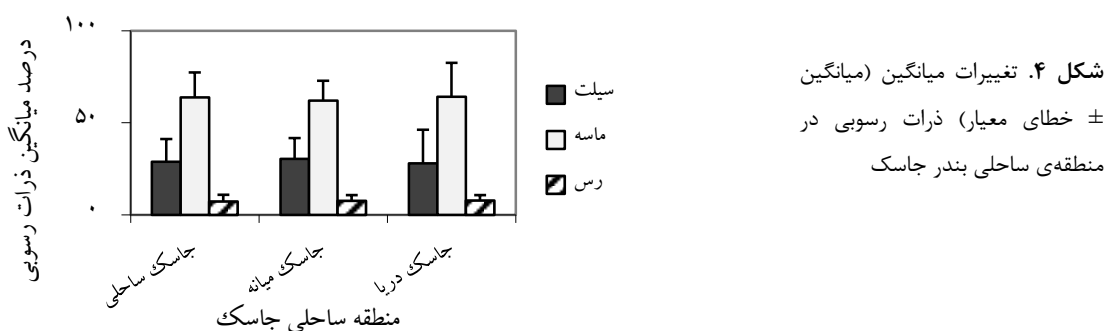 شکل ۴. تغییرات میانگین (میانگین
± خطای معیار) ذرات رسوبی در
منطقه‌ی ساحلی بندر جاسک
درصد میانگین ذرات رسوبی
۱۰۰
۵۰
۰
سیلت
ماسه
رس
جاسک ساحلی
جاسک میانه
جاسک دریا
منطقه ساحلی جاسک